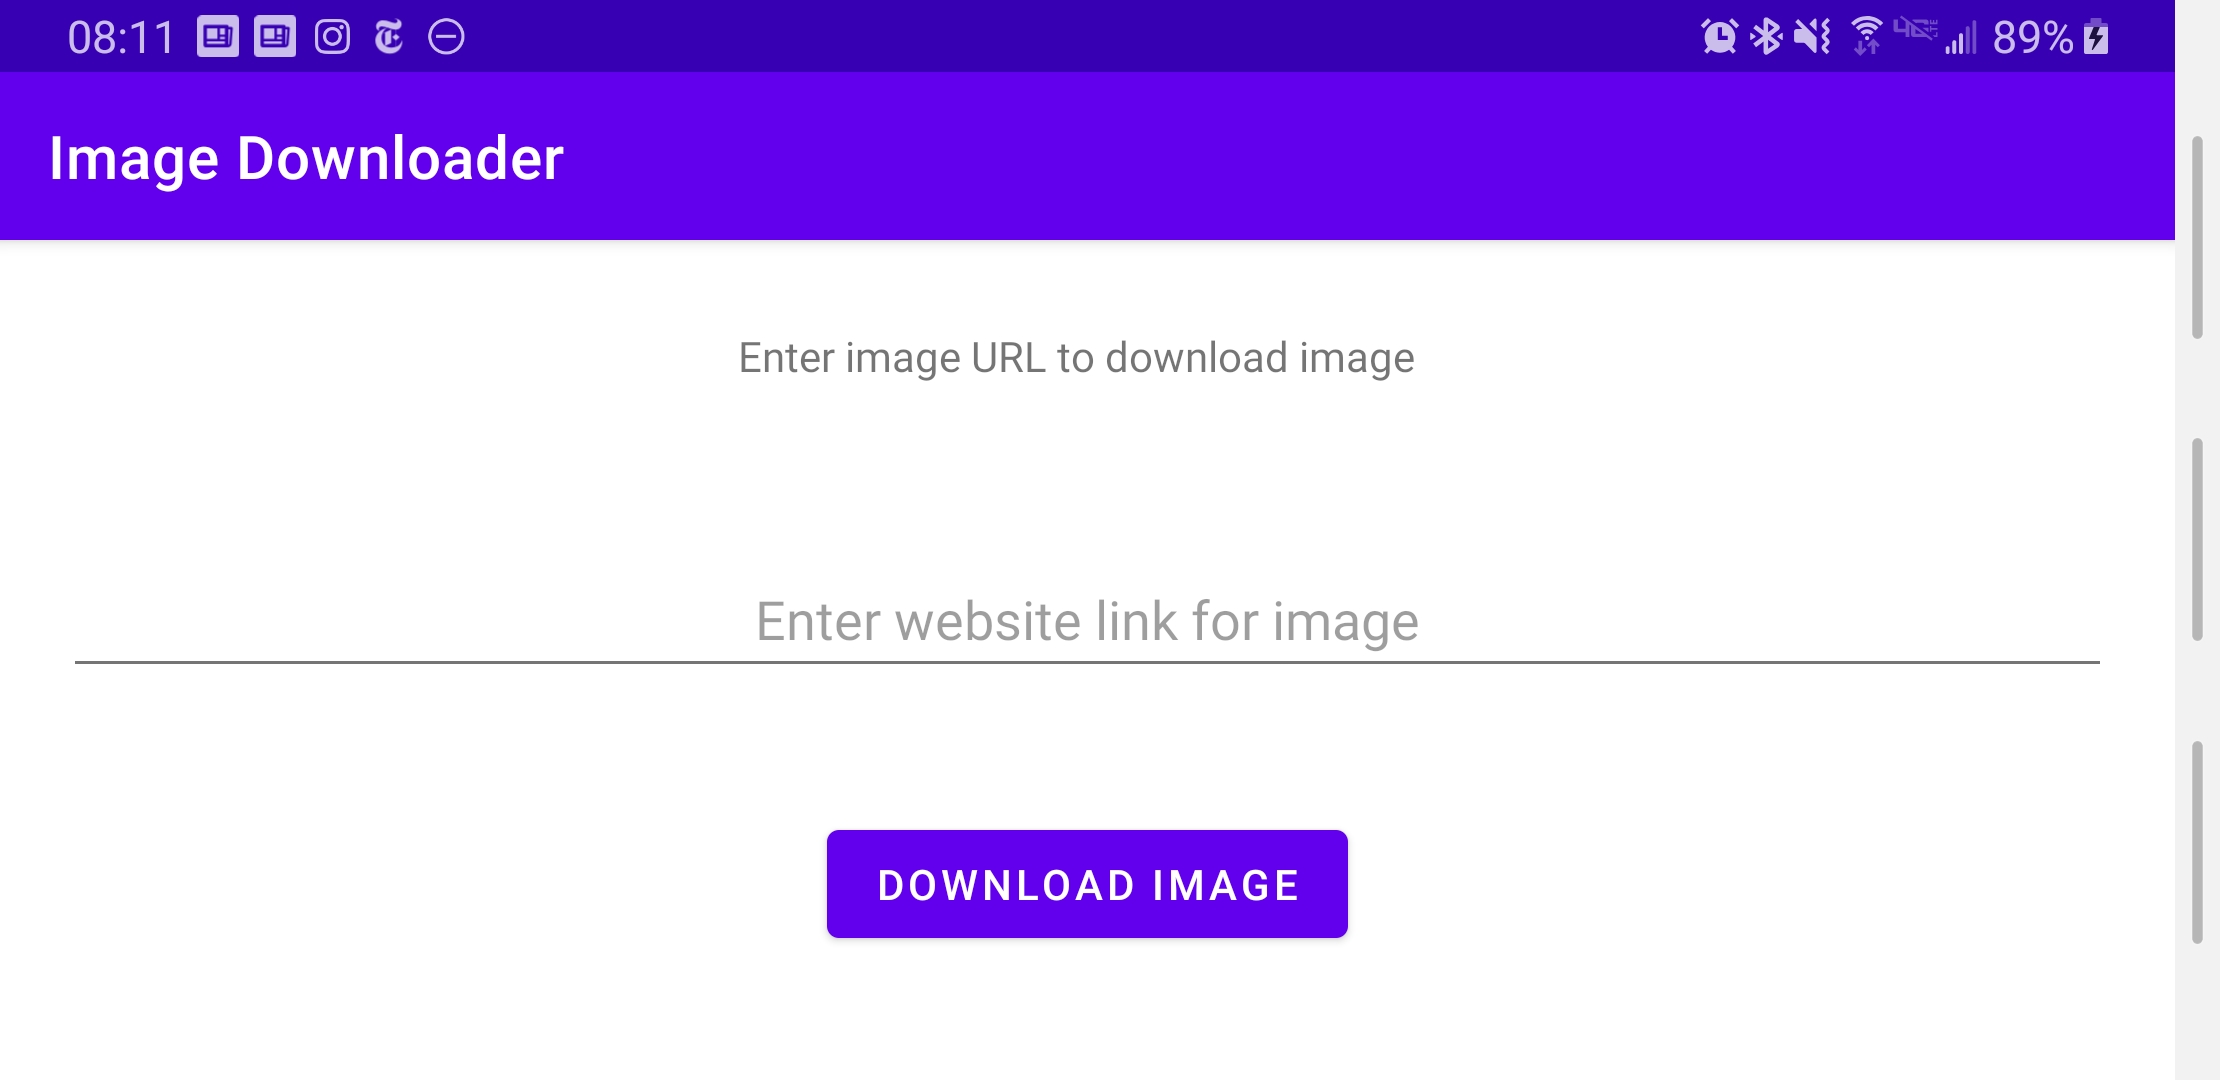 08:11 89%
Image Downloader
Enter image URL to download image
Enter website link for image
DOWNLOAD IMAGE